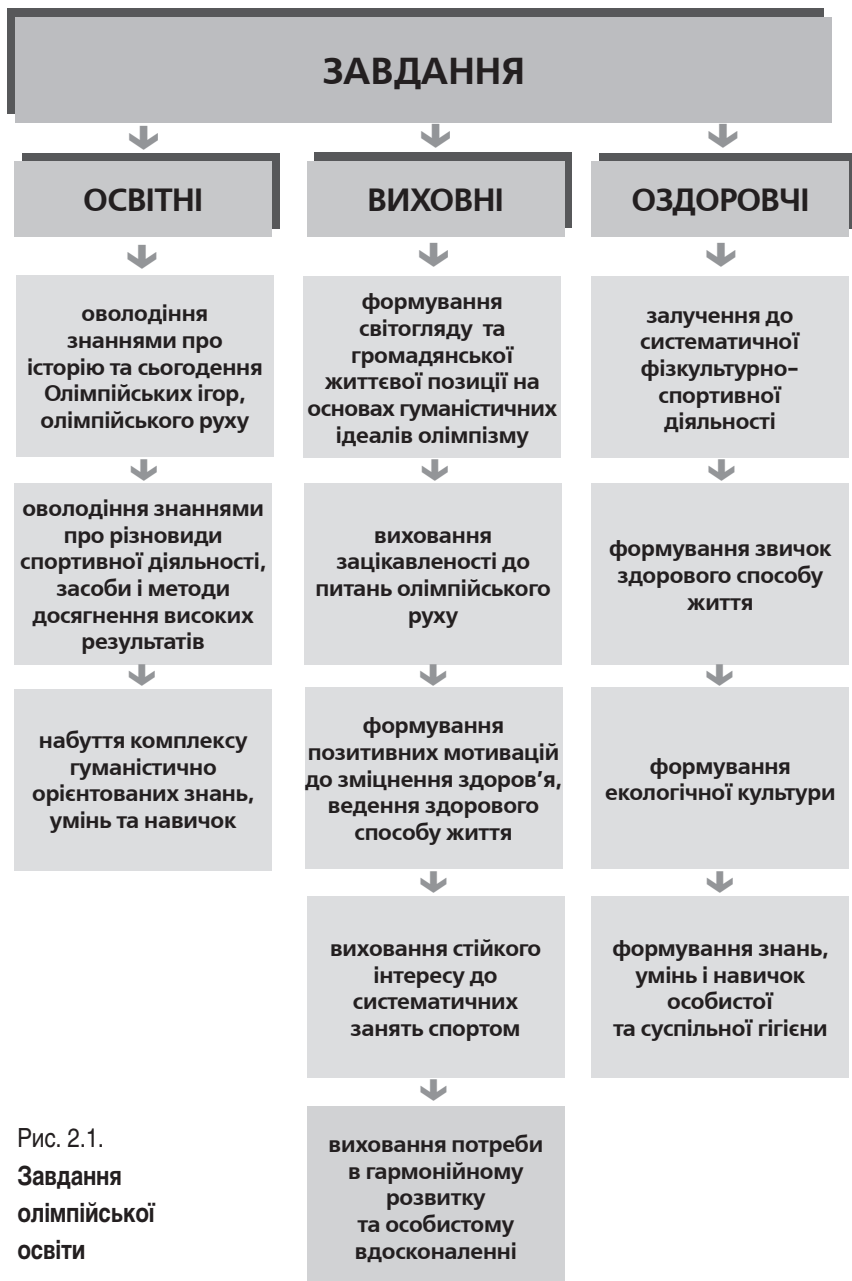 ЗАВДАННЯ
ОСВІТНІ
оволодіння
знаннями про
історію та сьогодення
Олімпійських ігор,
олімпійського руху
оволодіння знаннями
про різновиди
спортивної діяльності,
засоби і методи
досягнення високих
результатів
набуття комплексу
гуманістично
орієнтованих знань,
умінь та навичок
ВИХОВНІ
формування
світогляду та
громадянської
життєвої позиції на
основах гуманістичних
ідеалів олімпізму
виховання
зацікавленості до
питань олімпійського
руху
формування
позитивних мотивацій
до зміцнення здоров’я,
ведення здорового
способу життя
виховання стійкого
інтересу до
систематичних
занять спортом
виховання потреби
в гармонійному
розвитку
та особистому
вдосконаленні
ОЗДОРОВЧІ
залучення до
систематичної
фізкультурно-
спортивної
діяльності
формування звичок
здорового способу
життя
формування
екологічної культури
формування знань,
умінь і навичок
особистої
та суспільної гігієни
Рис. 2.1.
Завдання
олімпійської
освіти